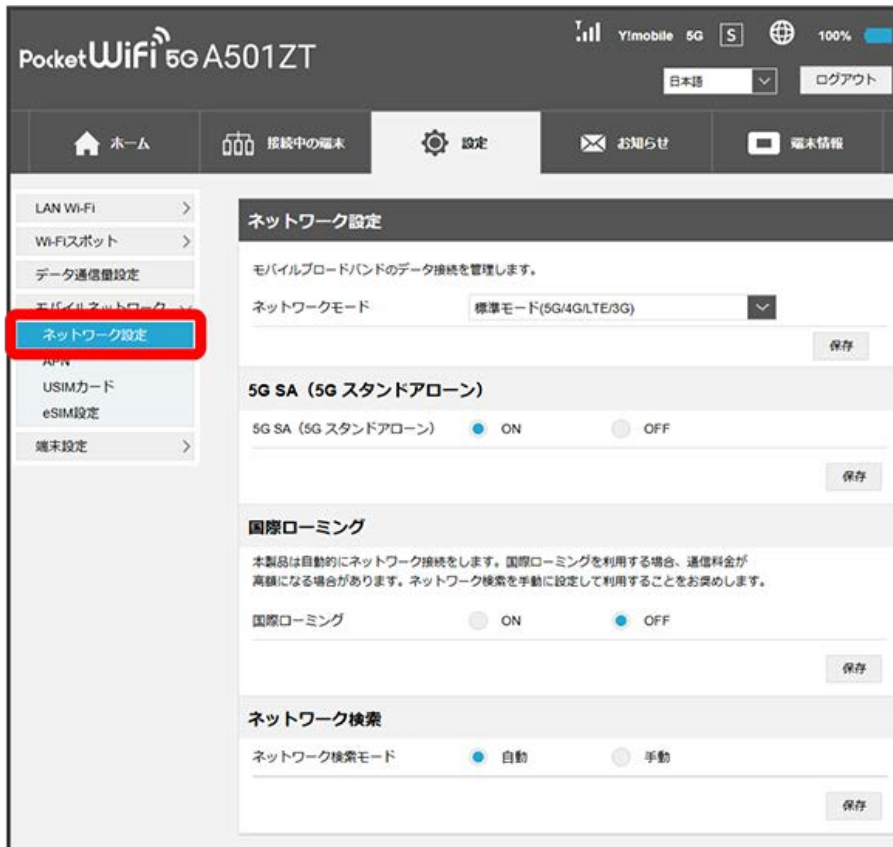 Pocket WiFi 5G A501ZT
Y!mobile 5G S 100%
日本語 ログアウト
ホーム 接続中の端末 設定 お知らせ 端末情報
LAN Wi-Fi
Wi-Fiスポット
データ通信量設定
モバイルネットワーク
ネットワーク設定
APN
USIMカード
eSIM設定
端末設定
ネットワーク設定
モバイルブロードバンドのデータ接続を管理します。
ネットワークモード 標準モード(5G/4G/LTE/3G)
保存
5G SA（5G スタンドアローン）
5G SA（5G スタンドアローン） ON OFF
保存
国際ローミング
本製品は自動的にネットワーク接続をします。国際ローミングを利用する場合、通信料金が
高額になる場合があります。ネットワーク検索を手動に設定して利用することをお奨めします。
国際ローミング ON OFF
保存
ネットワーク検索
ネットワーク検索モード 自動 手動
保存